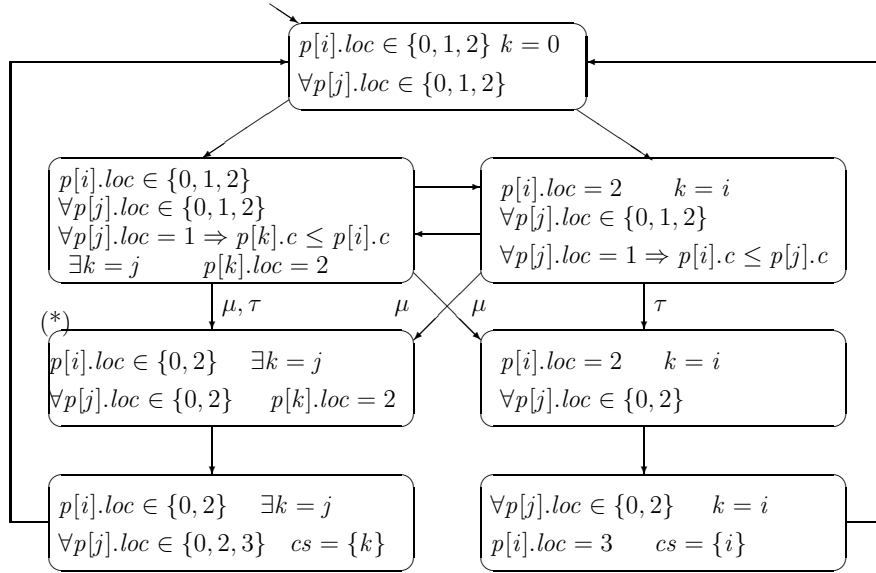 p[i].loc ∈ {0, 1, 2} k = 0
∀p[j].loc ∈ {0, 1, 2}
p[i].loc ∈ {0, 1, 2}
∀p[j].loc ∈ {0, 1, 2}
∀p[j].loc = 1 ⇒ p[k].c ≤ p[i].c
∃k = j p[k].loc = 2
p[i].loc = 2 k = i
∀p[j].loc ∈ {0, 1, 2}
∀p[j].loc = 1 ⇒ p[i].c ≤ p[j].c
μ, τ
μ
μ
τ
(*)
p[i].loc ∈ {0, 2} ∃k = j
∀p[j].loc ∈ {0, 2} p[k].loc = 2
p[i].loc = 2 k = i
∀p[j].loc ∈ {0, 2}
p[i].loc ∈ {0, 2} ∃k = j
∀p[j].loc ∈ {0, 2, 3} cs = {k}
∀p[j].loc ∈ {0, 2} k = i
p[i].loc = 3 cs = {i}